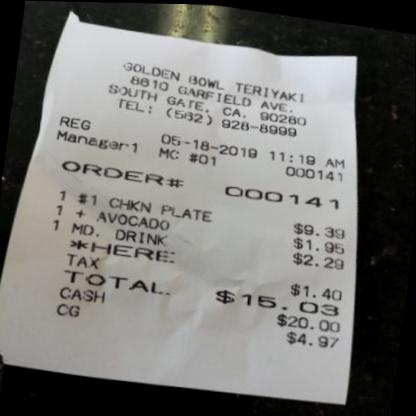 GOLDEN BOWL TERIYAKI
8610 GARFIELD AVE.
SOUTH GATE, CA. 90280
TEL: (562) 928-8999
REG 05-18-2019 11:19 AM
Manager1 MC #01 000141
ORDER# 000141
1 #1 CHKN PLATE $9.39
1 + AVOCADO $1.95
1 MD. DRINK $2.29
*HERE
TAX $1.40
TOTAL $15.03
CASH $20.00
CG $4.97